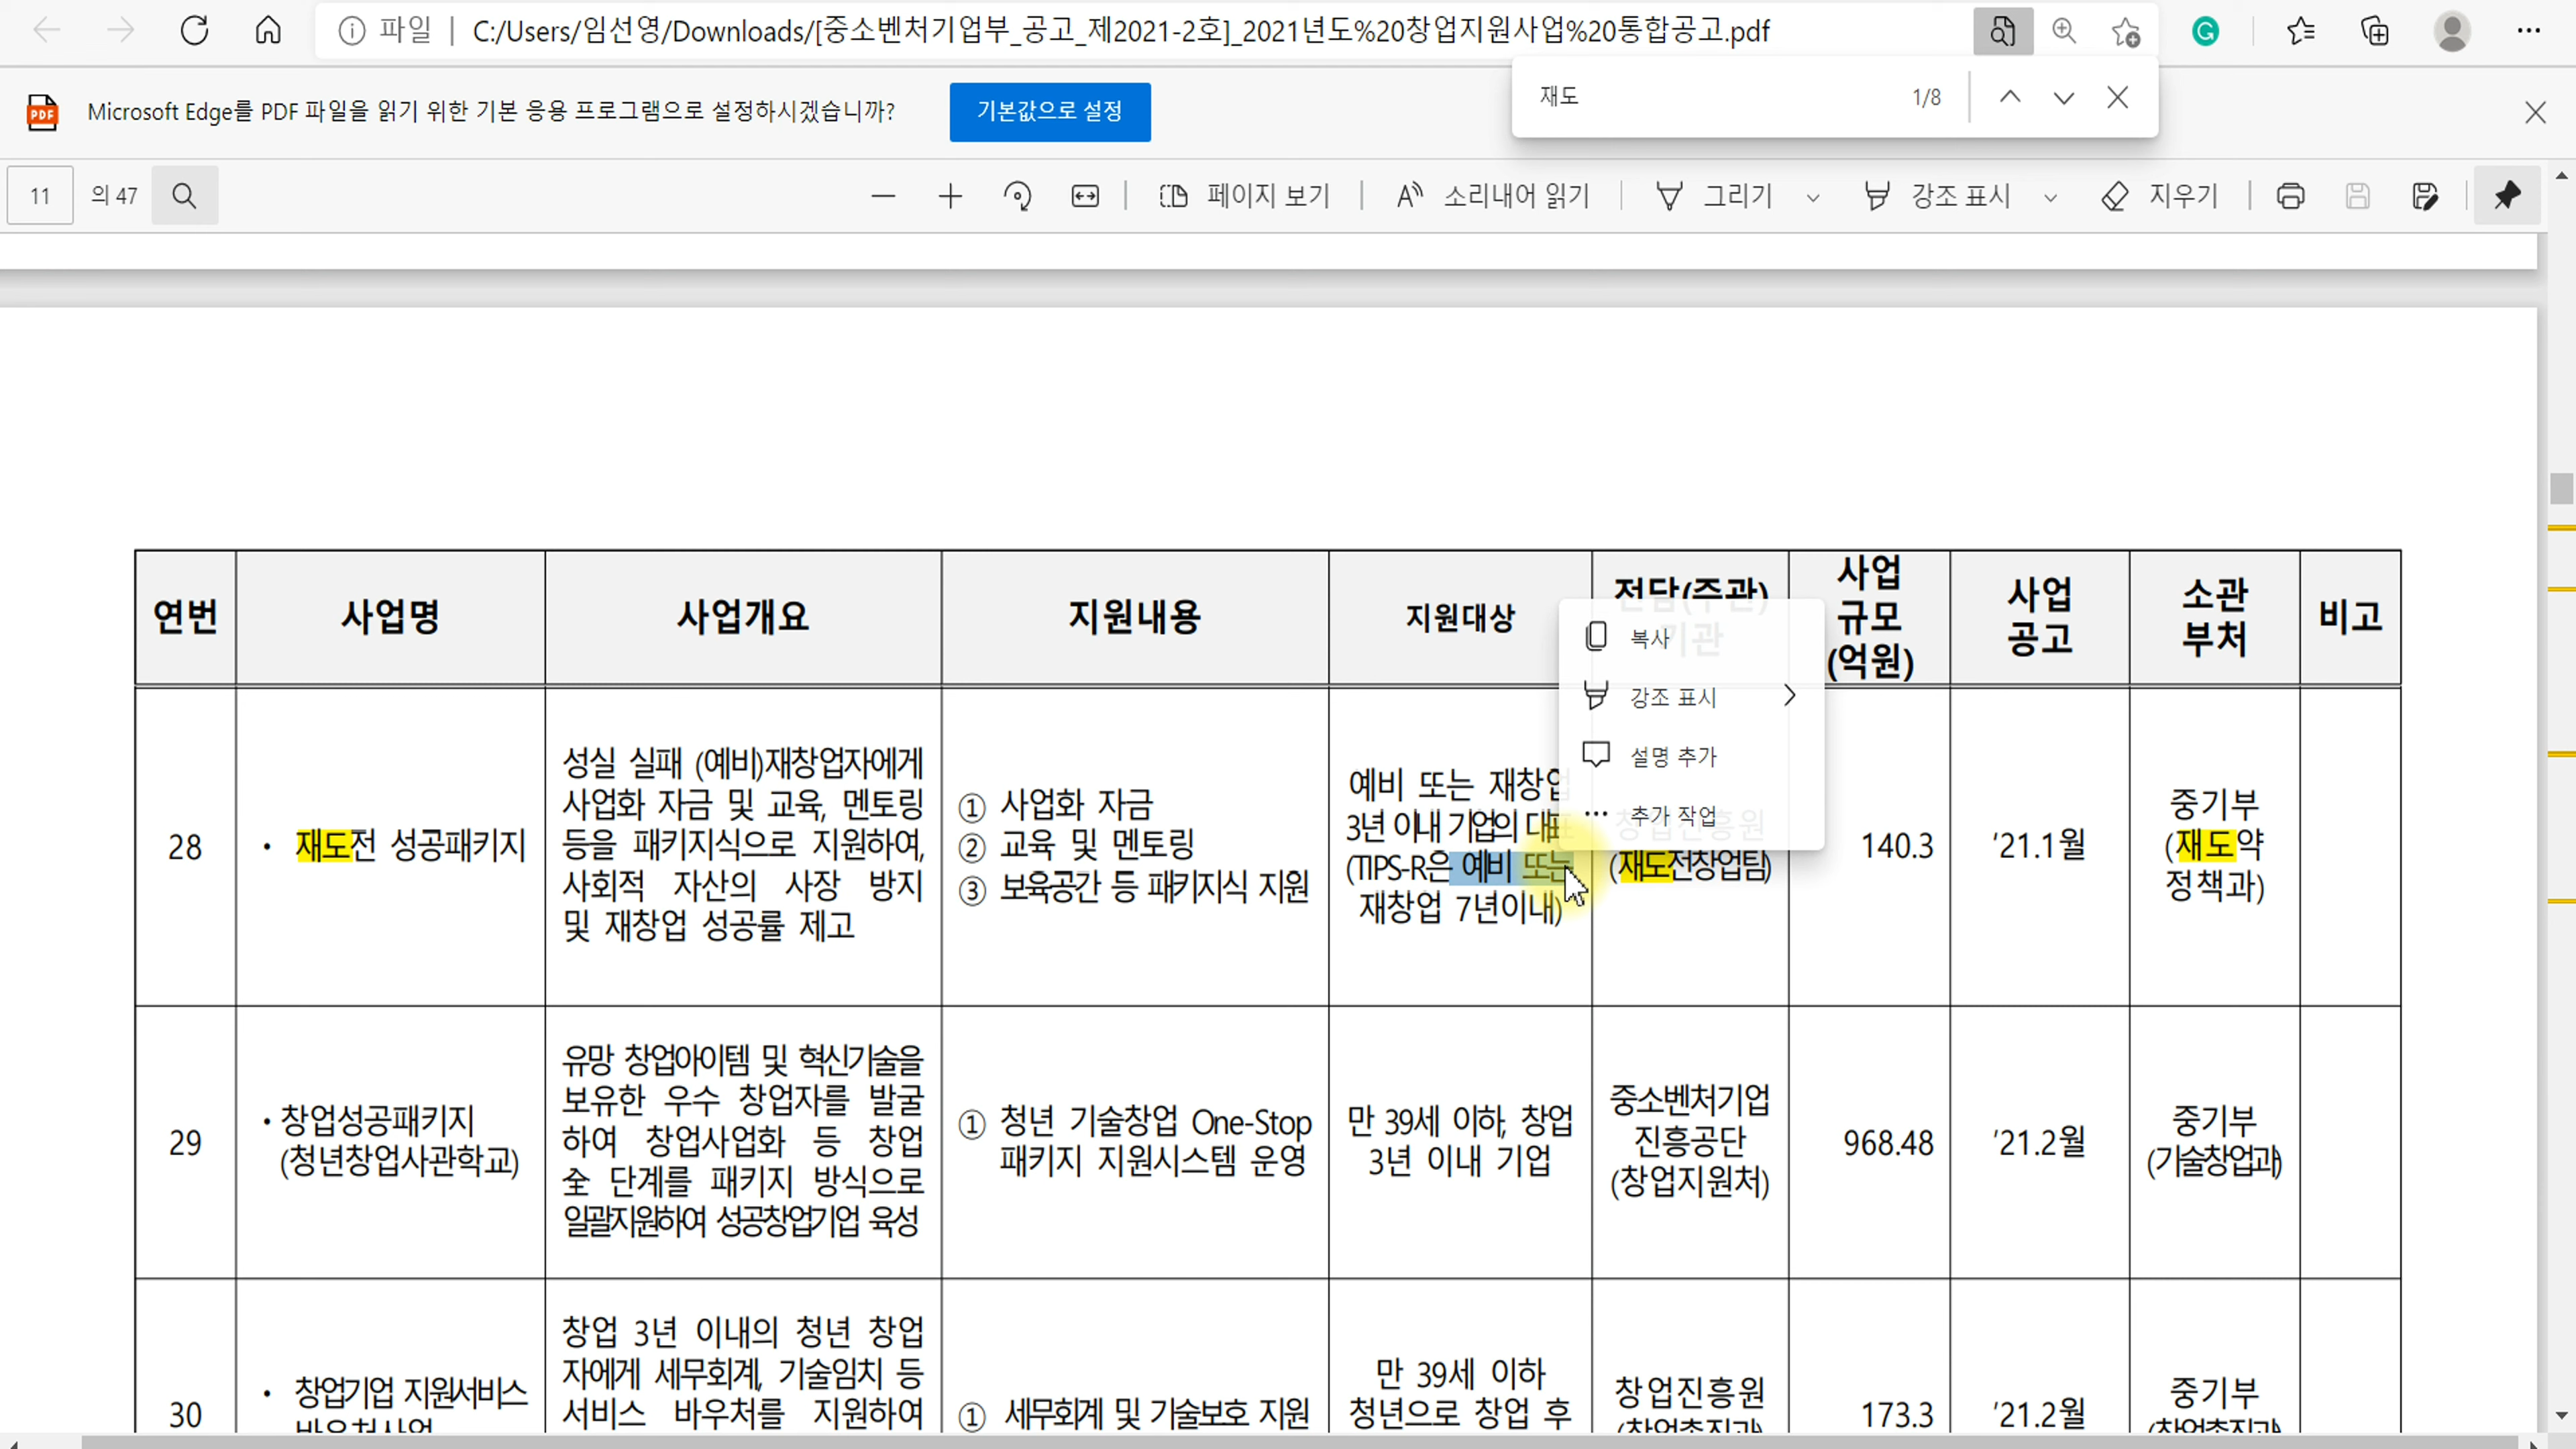 파일 | C:/Users/임선영/Downloads/[중소벤처기업부_공고_제2021-2호]_2021년도%20창업지원사업%20통합공고.pdf
재도 1/8
Microsoft Edge를 PDF 파일을 읽기 위한 기본 응용 프로그램으로 설정하시겠습니까? 기본값으로 설정
11 의 47 페이지 보기 소리내어 읽기 그리기 강조 표시 지우기
연번
사업명
사업개요
지원내용
지원대상
전담(주관)
기관
사업
규모
(억원)
사업
공고
소관
부처
비고
복사
강조 표시
설명 추가
추가 작업
28
• 재도전 성공패키지
성실 실패 (예비)재창업자에게
사업화 자금 및 교육, 멘토링
등을 패키지식으로 지원하여,
사회적 자산의 사장 방지
및 재창업 성공률 제고
① 사업화 자금
② 교육 및 멘토링
③ 보육공간 등 패키지식 지원
예비 또는 재창업
3년 이내 기업의 대표
(TIPS-R은 예비 또는
재창업 7년이내)
창업진흥원
(재도전창업팀)
140.3
'21.1월
중기부
(재도약
정책과)
29
• 창업성공패키지
(청년창업사관학교)
유망 창업아이템 및 혁신기술을
보유한 우수 창업자를 발굴
하여 창업사업화 등 창업
全 단계를 패키지 방식으로
일괄지원하여 성공창업기업 육성
① 청년 기술창업 One-Stop
패키지 지원시스템 운영
만 39세 이하, 창업
3년 이내 기업
중소벤처기업
진흥공단
(창업지원처)
968.48
'21.2월
중기부
(기술창업과)
30
• 창업기업 지원서비스
바우처사업
창업 3년 이내의 청년 창업
자에게 세무회계, 기술임치 등
서비스 바우처를 지원하여
① 세무회계 및 기술보호 지원
만 39세 이하
청년으로 창업 후
창업진흥원
173.3
'21.2월
중기부